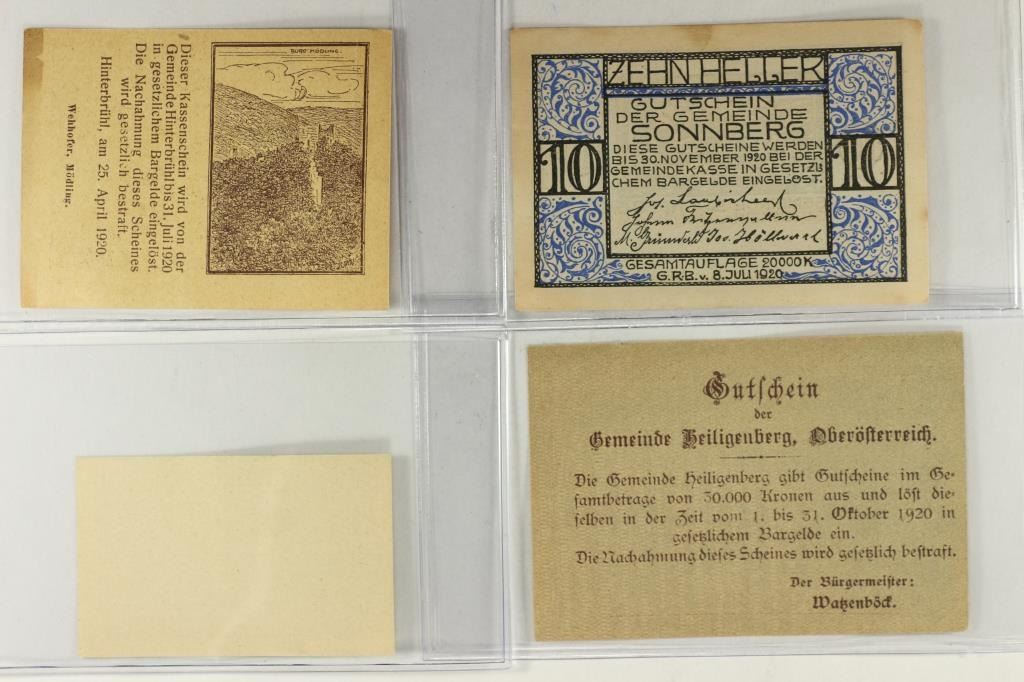 BURG MÖDLING.
Dieser Kassenschein wird von der
Gemeinde Hinterbrühl bis 31. Juli 1920
in gesetzlichem Bargelde eingelöst.
Die Nachahmung dieses Scheines
wird gesetzlich bestraft.
Hinterbrühl, am 25. April 1920.
Wehhofer, Mödling.
ZEHN HELLER
GUTSCHEIN
DER GEMEINDE
SONNBERG
10
10
DIESE GUTSCHEINE WERDEN
BIS 30. NOVEMBER 1920 BEI DER
GEMEINDEKASSE IN GESETZLI
CHEM BARGELDE EINGELÖST.
GESAMTAUFLAGE 20000 K
G.R.B. v. 8. JULI 1920
Gutschein
der
Gemeinde Heiligenberg, Oberösterreich.
Die Gemeinde Heiligenberg gibt Gutscheine im Ge-
samtbetrage von 30.000 Kronen aus und löst die-
selben in der Zeit vom 1. bis 31. Oktober 1920 in
gesetzlichem Bargelde ein.
Die Nachahmung dieses Scheines wird gesetzlich bestraft.
Der Bürgermeister:
Watzenböck.